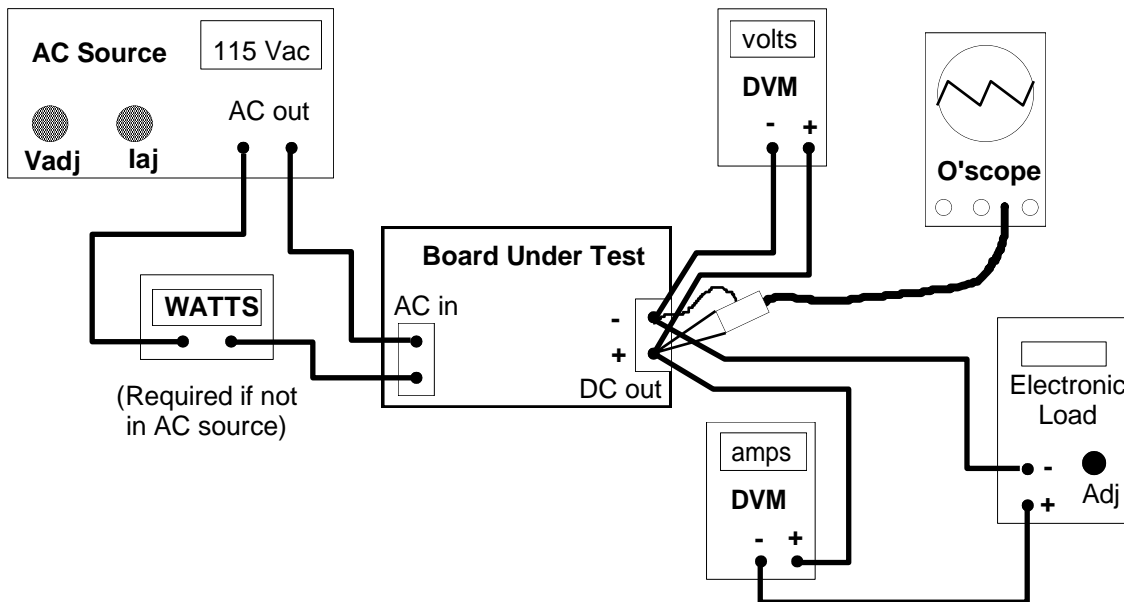 AC Source
115 Vac
AC out
Vadj
Iaj
volts
DVM
- +
O'scope
Board Under Test
AC in
WATTS
(Required if not
in AC source)
-
+
DC out
amps
DVM
- +
Electronic
Load
-
+
Adj